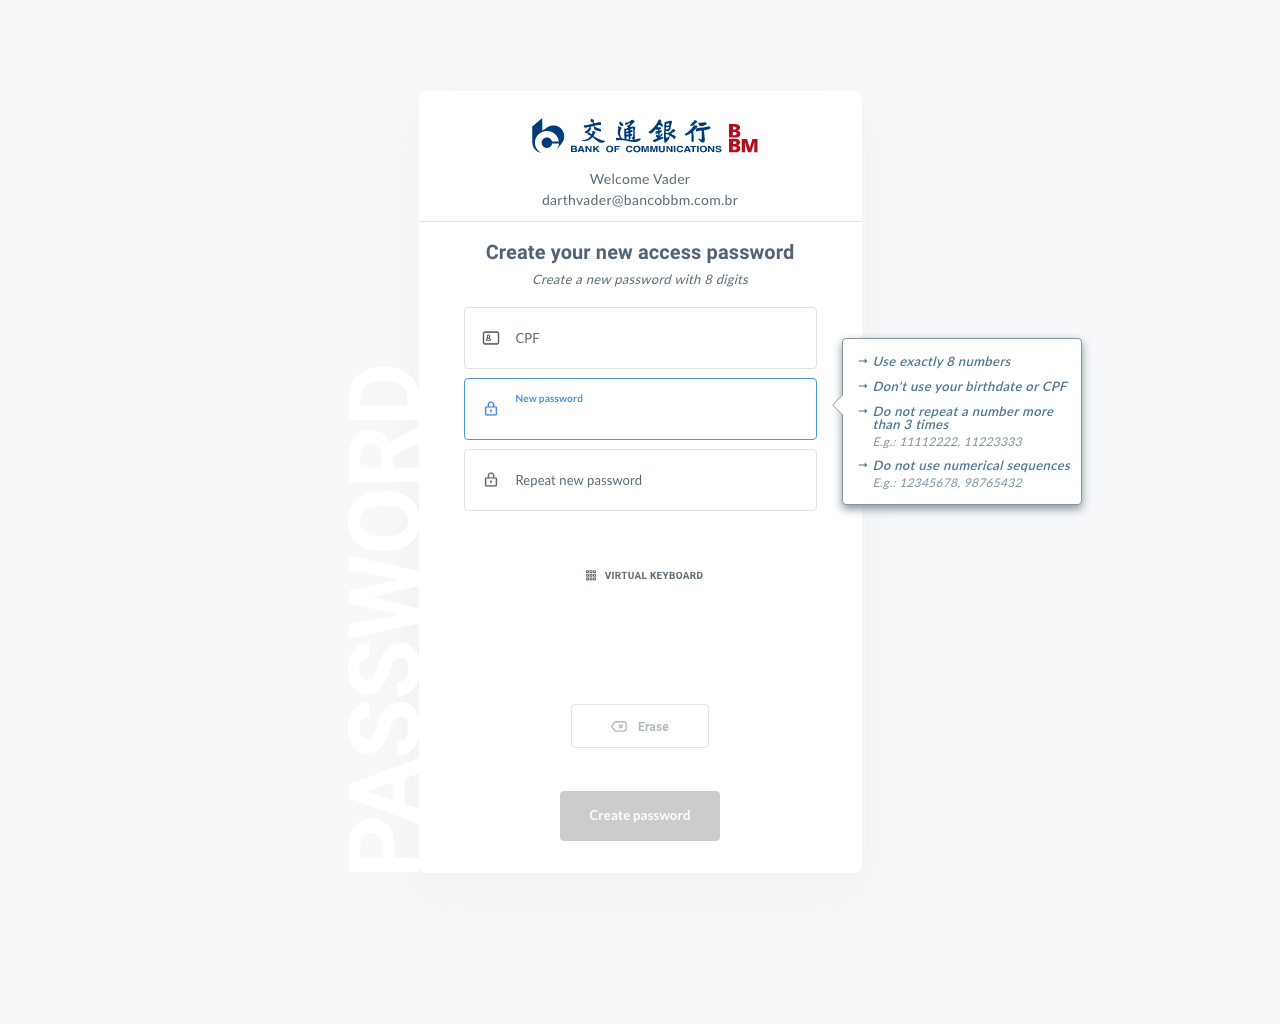 交通銀行
BANK OF COMMUNICATIONS
B
BM
Welcome Vader
darthvader@bancobbm.com.br
Create your new access password
Create a new password with 8 digits
CPF
New password
Repeat new password
→ Use exactly 8 numbers
→ Don't use your birthdate or CPF
→ Do not repeat a number more
than 3 times
E.g.: 11112222, 11223333
→ Do not use numerical sequences
E.g.: 12345678, 98765432
VIRTUAL KEYBOARD
Erase
Create password
PASSWORD